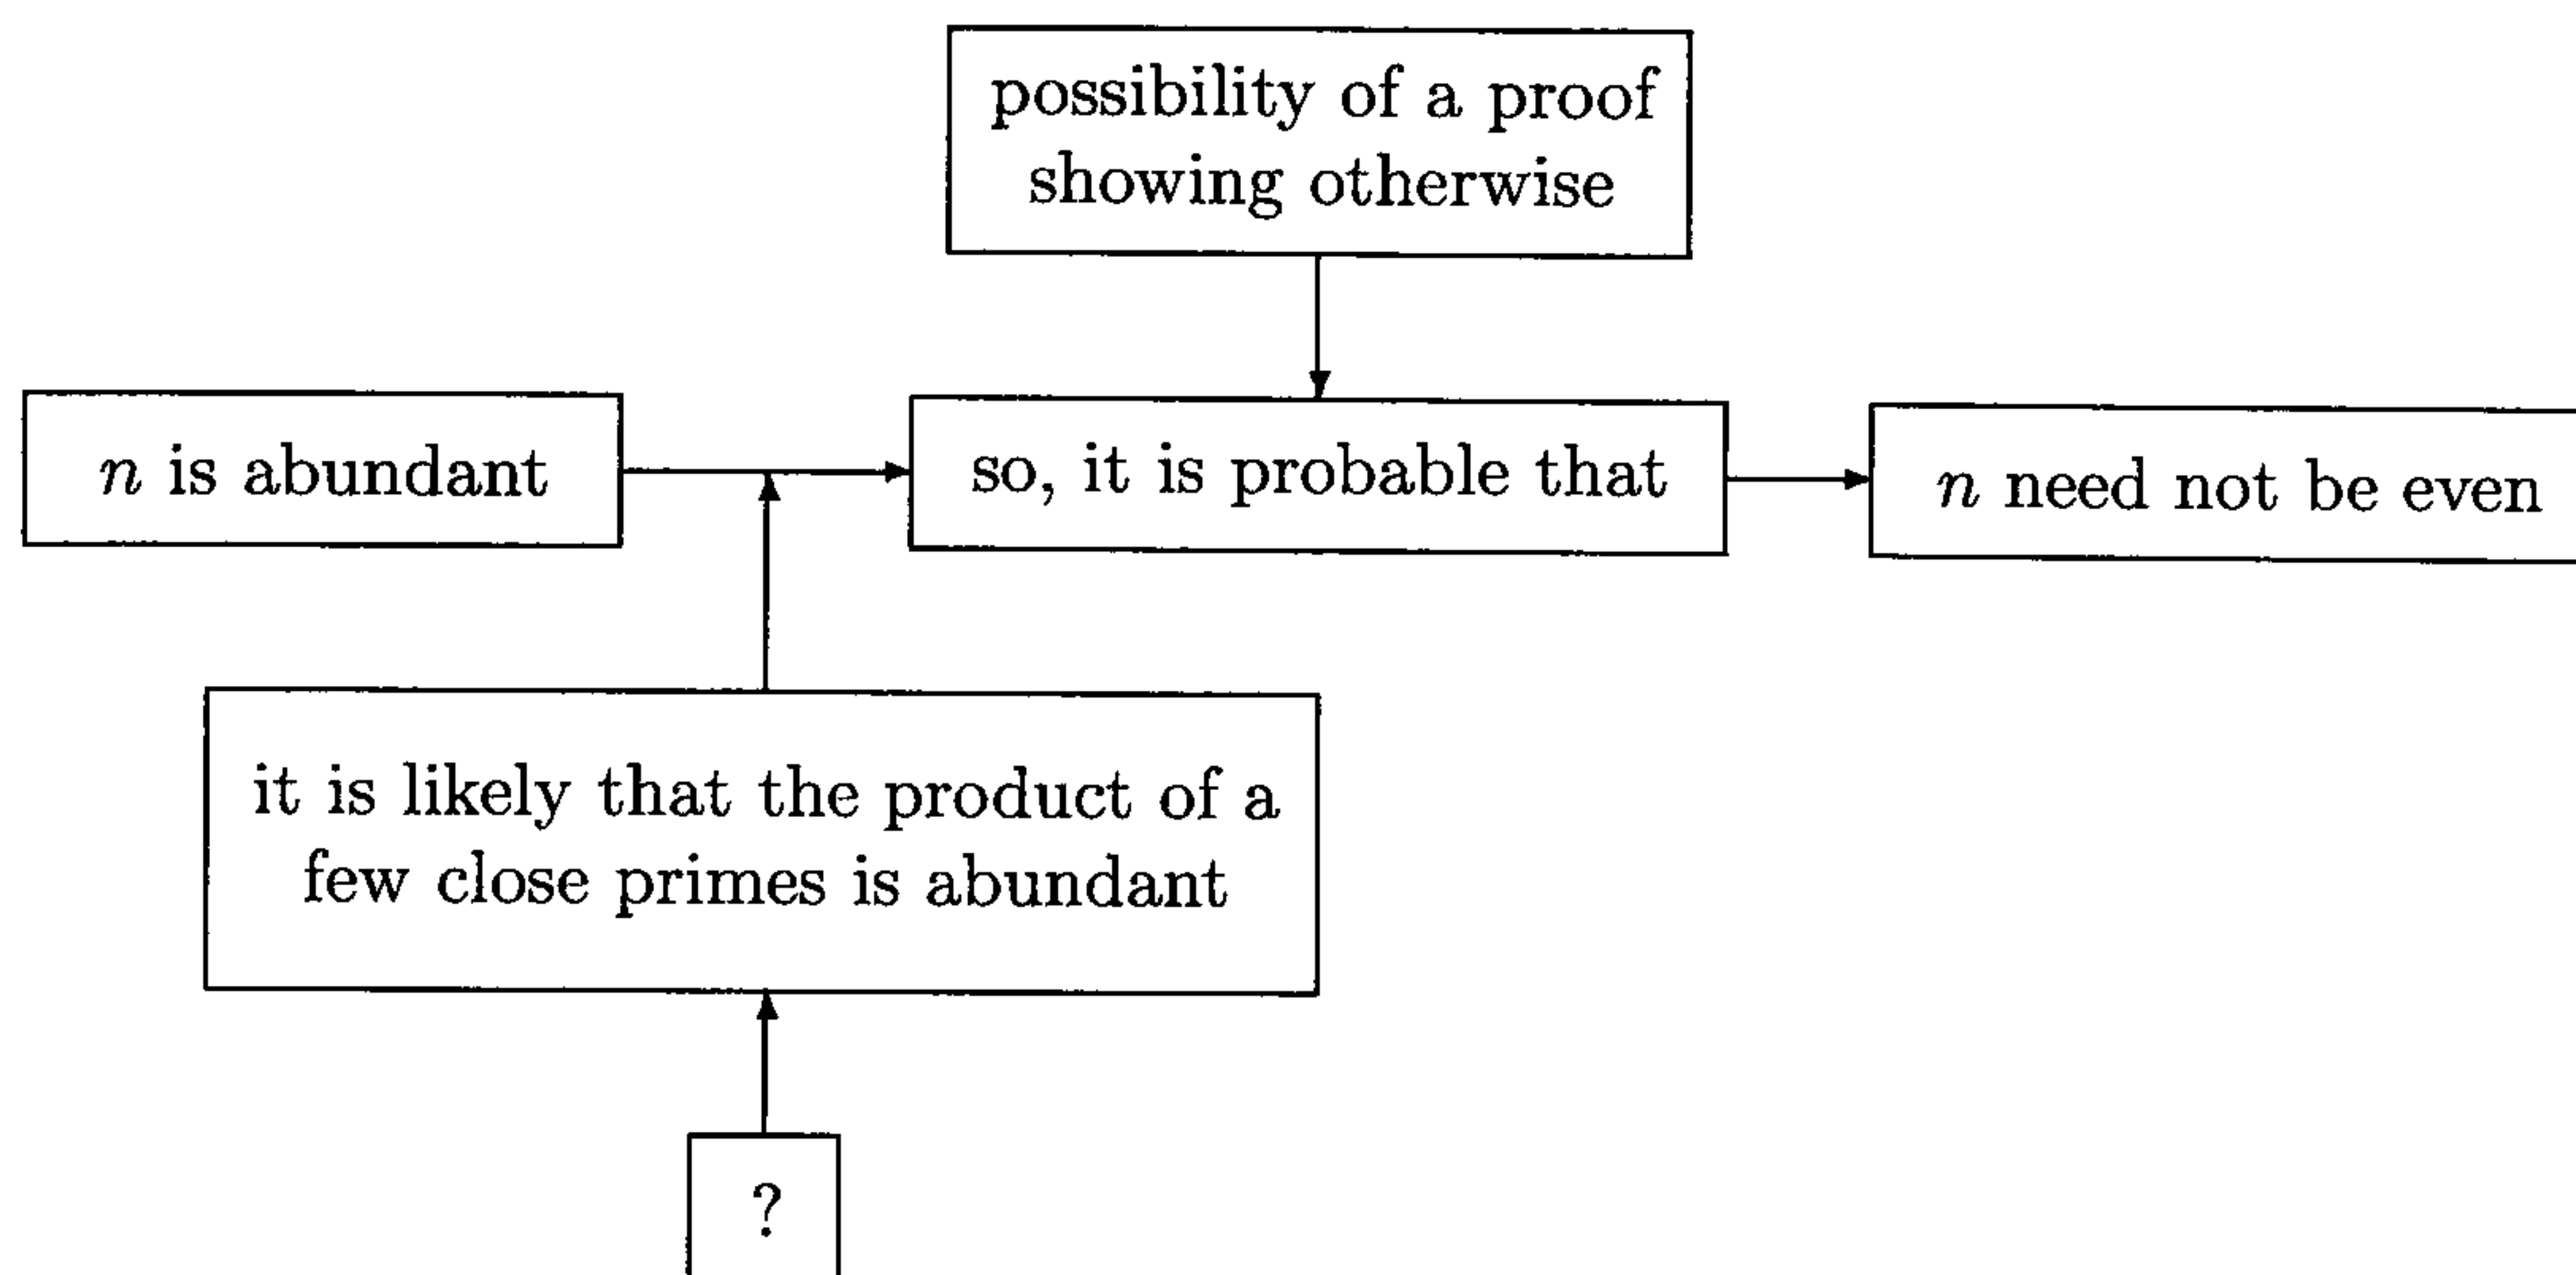 possibility of a proof
showing otherwise
n is abundant
so, it is probable that
n need not be even
it is likely that the product of a
few close primes is abundant
?